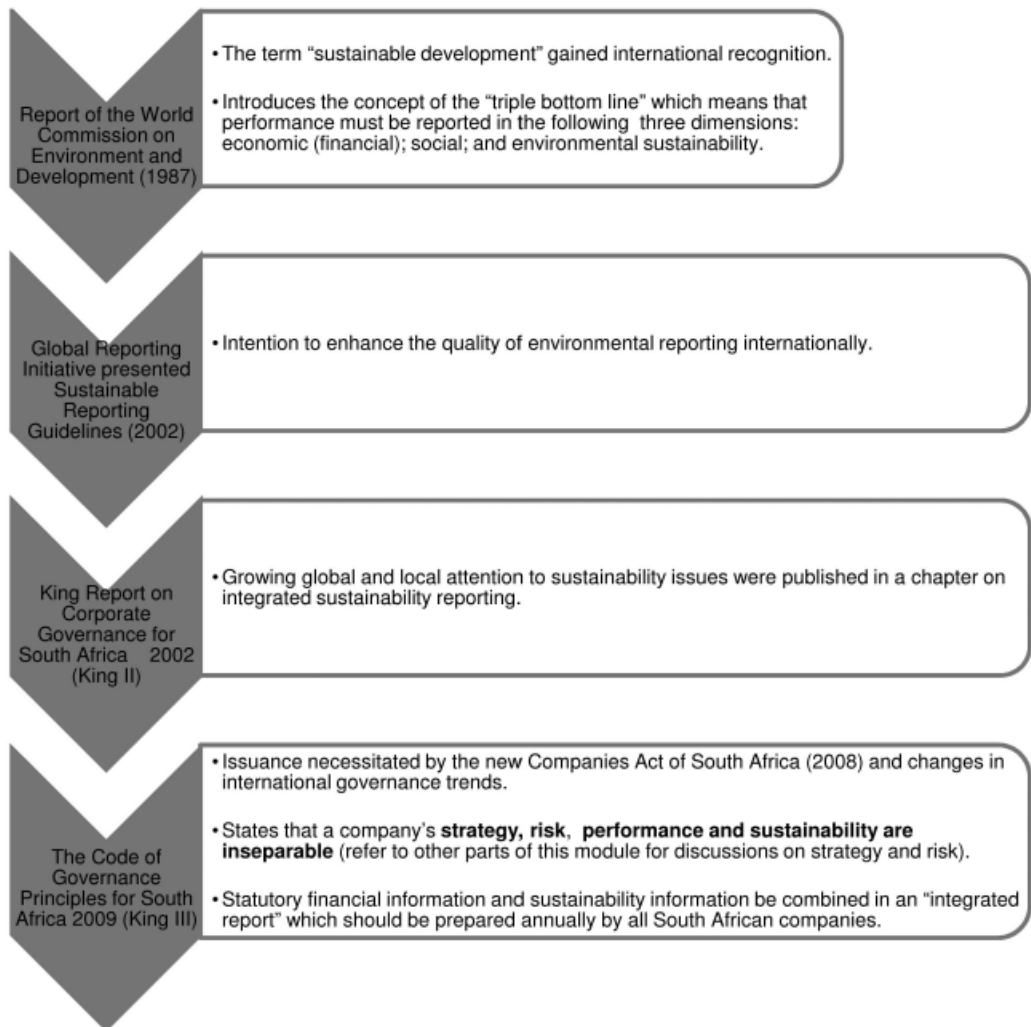 Report of the World
Commission on
Environment and
Development (1987)
• The term “sustainable development” gained international recognition.
• Introduces the concept of the “triple bottom line” which means that
performance must be reported in the following three dimensions:
economic (financial); social; and environmental sustainability.
Global Reporting
Initiative presented
Sustainable
Reporting
Guidelines (2002)
• Intention to enhance the quality of environmental reporting internationally.
King Report on
Corporate
Governance for
South Africa 2002
(King II)
• Growing global and local attention to sustainability issues were published in a chapter on
integrated sustainability reporting.
The Code of
Governance
Principles for South
Africa 2009 (King III)
• Issuance necessitated by the new Companies Act of South Africa (2008) and changes in
international governance trends.
• States that a company’s strategy, risk, performance and sustainability are
inseparable (refer to other parts of this module for discussions on strategy and risk).
• Statutory financial information and sustainability information be combined in an “integrated
report” which should be prepared annually by all South African companies.